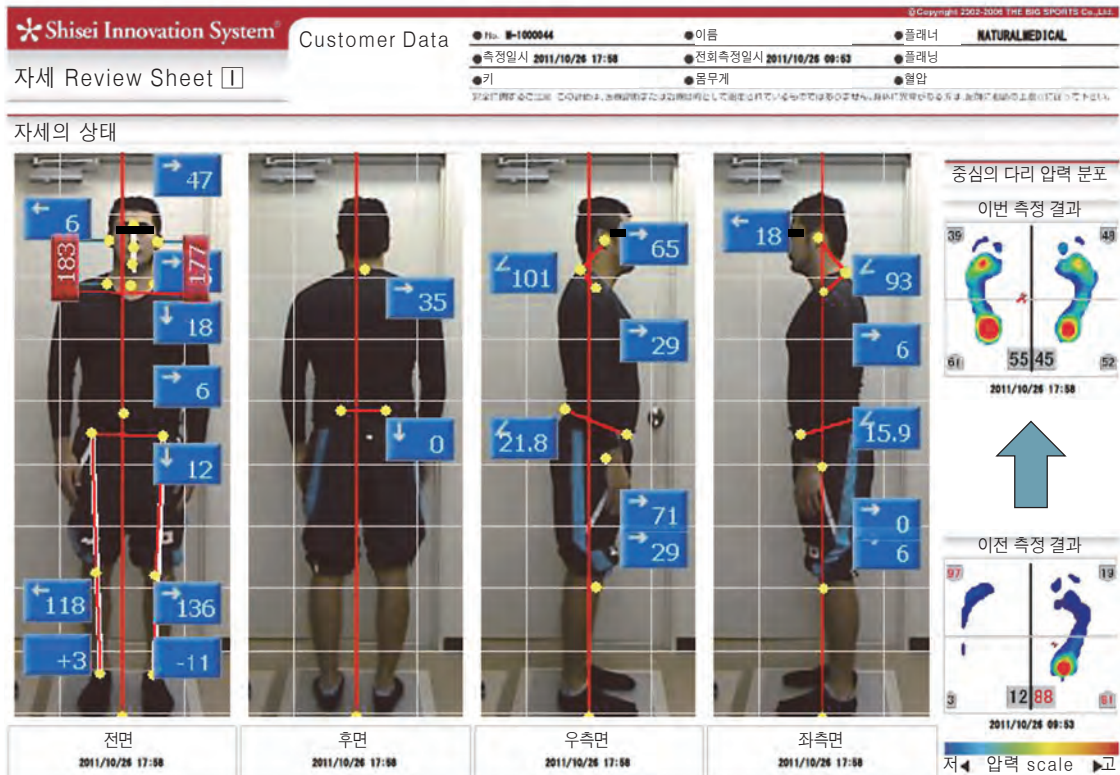 ©Copyright 2002-2006 THE BIG SPORTS Co.,Ltd.
Shisei Innovation System®
Customer Data
●No. M-1000044 ●이름 ●플래너 NATURALMEDICAL
●측정일시 2011/10/26 17:58 ●전회측정일시 2011/10/26 09:53 ●플래닝
●키 ●몸무게 ●혈압
자세 Review Sheet Ⅰ
자세의 상태
→ 47
← 6
183
177
↓ 18
→ 6
↓ 12
← 118
→ 136
+3
-11
→ 35
↓ 0
→ 65
∠ 101
→ 29
∠ 21.8
→ 71
29
← 18
∠ 93
→ 6
∠ 15.9
→ 0
6
전면
2011/10/26 17:58
후면
2011/10/26 17:58
우측면
2011/10/26 17:58
좌측면
2011/10/26 17:58
중심의 다리 압력 분포
이번 측정 결과
39 48
61 55 45 52
2011/10/26 17:58
이전 측정 결과
97 19
3 12 88 81
2011/10/26 09:53
저◀ 압력 scale ▶고